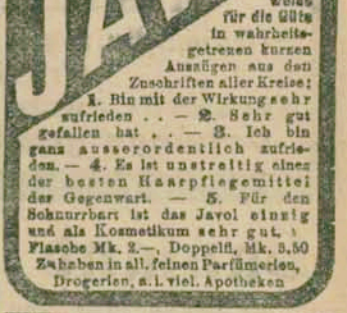 JAV
für die Güte
in wahrheits-
getreuen kurzen
Auszügen aus den
Zuschriften aller Kreise:
1. Bin mit der Wirkung sehr
zufrieden . . — 2. Sehr gut
gefallen hat . . — 3. Ich bin
ganz ausserordentlich zufrie-
den. — 4. Es ist unstreitig eines
der besten Haarpflegemittel
der Gegenwart. — 5. Für den
Schnurrbart ist das Javol einzig
und als Kosmetikum sehr gut.
Flasche Mk. 2.—, Doppelfl. Mk. 3,50
Zu haben in all. feinen Parfümerien,
Drogerien, a. i. viel. Apotheken